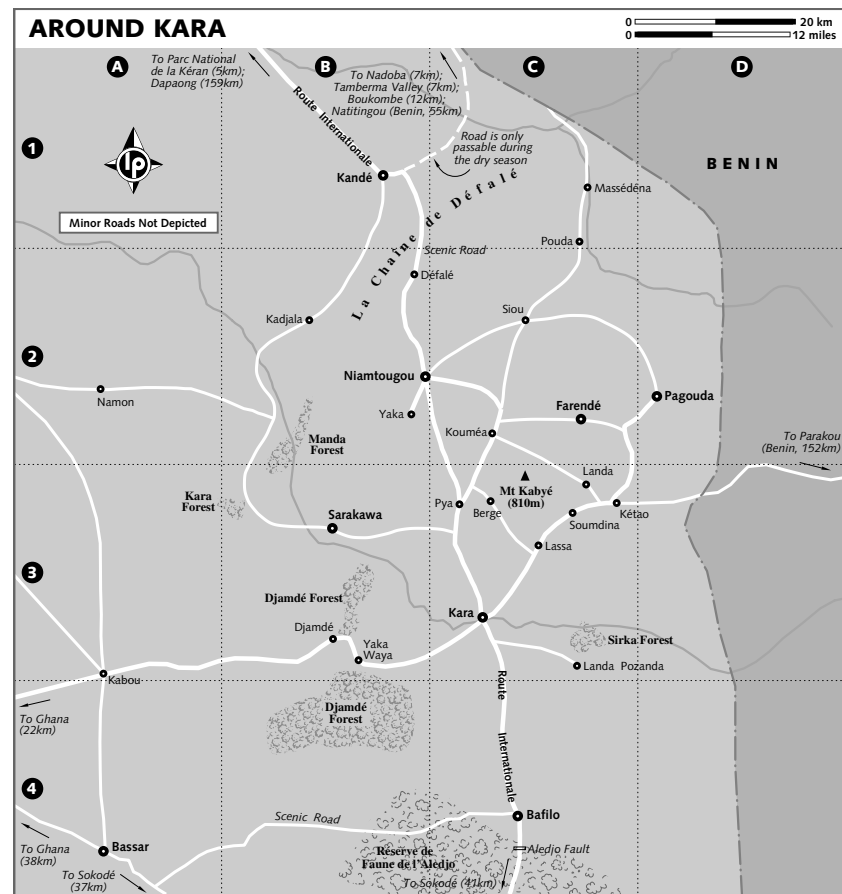 AROUND KARA
0 20 km
0 12 miles
A
B
C
D
To Parc National
de la Kéran (5km);
Dapaong (159km)
To Nadoba (7km);
Tamberma Valley (7km);
Boukombe (12km);
Natitingou (Benin, 55km)
Route Internationale
1
lp
Road is only
passable during
the dry season
BENIN
Kandé
Massédéna
Minor Roads Not Depicted
La Chaîne de Défalé
Pouda
Scenic Road
Défalé
Kadjala
Siou
2
Niamtougou
Namon
Pagouda
Farendé
Yaka
Kouméa
Manda
Forest
To Parakou
(Benin, 152km)
Landa
Mt Kabyé
(810m)
Kara
Forest
Pya
Berge
Kétao
Sarakawa
Soumdina
Lassa
3
Djamdé Forest
Kara
Djamdé
Sirka Forest
Yaka
Waya
Landa Pozanda
Kabou
Route
Internationale
To Ghana
(22km)
Djamdé
Forest
4
Scenic Road
Bafilo
Bassar
To Ghana
(38km)
Aledjo Fault
Réserve de
Faune de l'Aledjo
To Sokodé
(37km)
To Sokodé (41km)